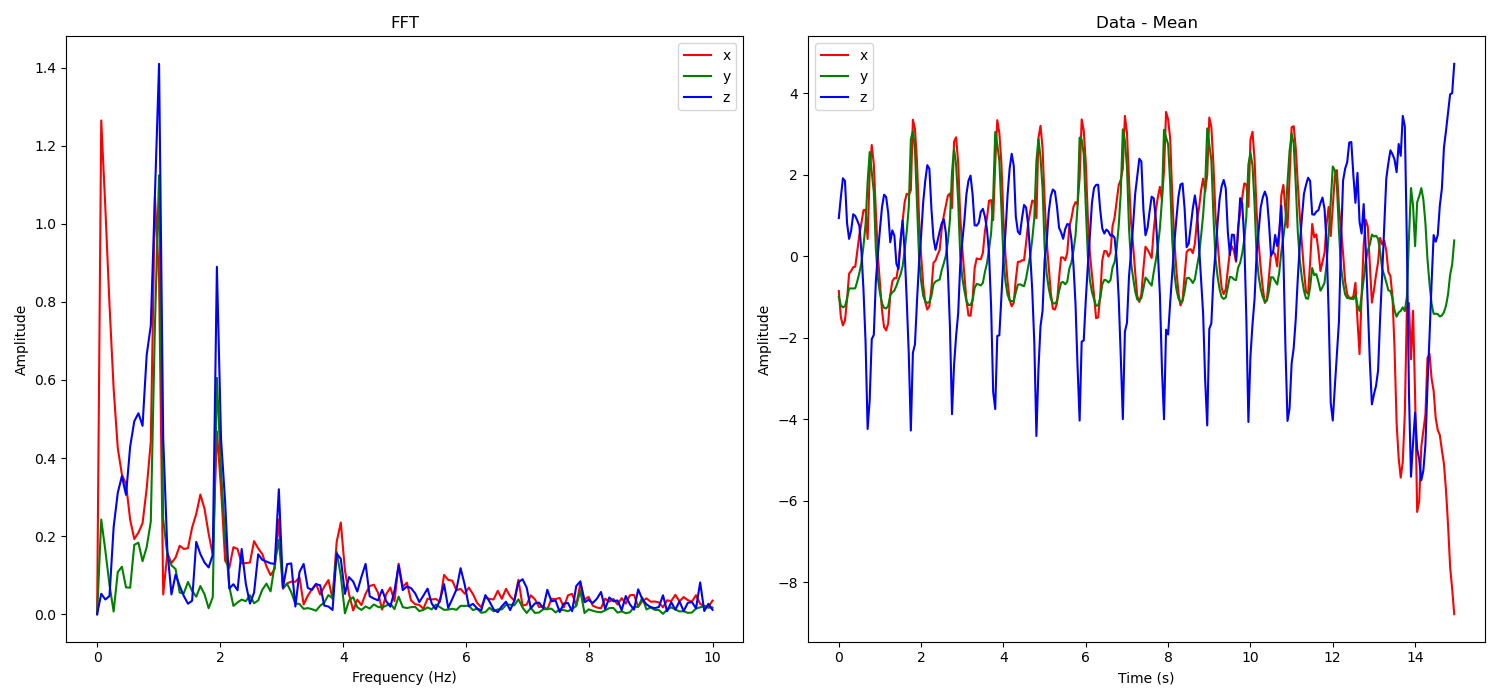 FFT
x
y
z
1.4
1.2
1.0
0.8
0.6
0.4
0.2
0.0
Amplitude
0 2 4 6 8 10
Frequency (Hz)
Data - Mean
x
y
z
4
2
0
−2
−4
−6
−8
Amplitude
0 2 4 6 8 10 12 14
Time (s)